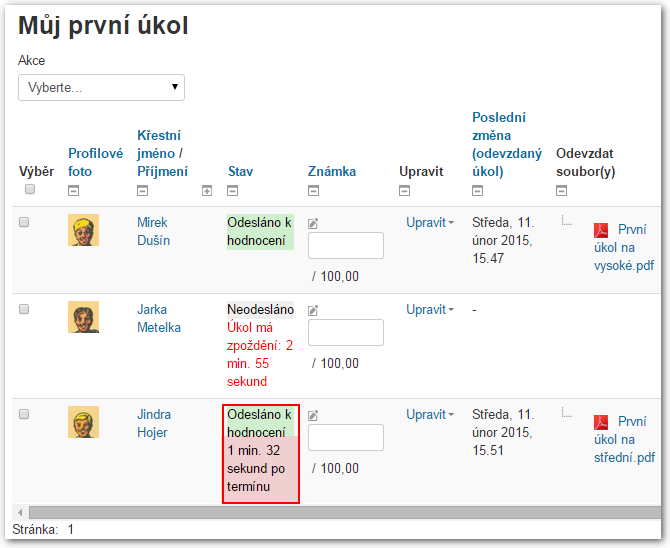 Můj první úkol
Akce
Vyberte...
Výběr
Profilové
foto
Křestní
jméno /
Příjmení
Stav
Známka
Upravit
Poslední
změna
(odevzdaný
úkol)
Odevzdat
soubor(y)
Mirek
Dušín
Odesláno k
hodnocení
/ 100,00
Upravit
Středa, 11.
únor 2015,
15.47
První
úkol na
vysoké.pdf
Jarka
Metelka
Neodesláno
Úkol má
zpoždění: 2
min. 55
sekund
/ 100,00
Upravit
-
Jindra
Hojer
Odesláno k
hodnocení
1 min. 32
sekund po
termínu
/ 100,00
Upravit
Středa, 11.
únor 2015,
15.51
První
úkol na
střední.pdf
Stránka: 1